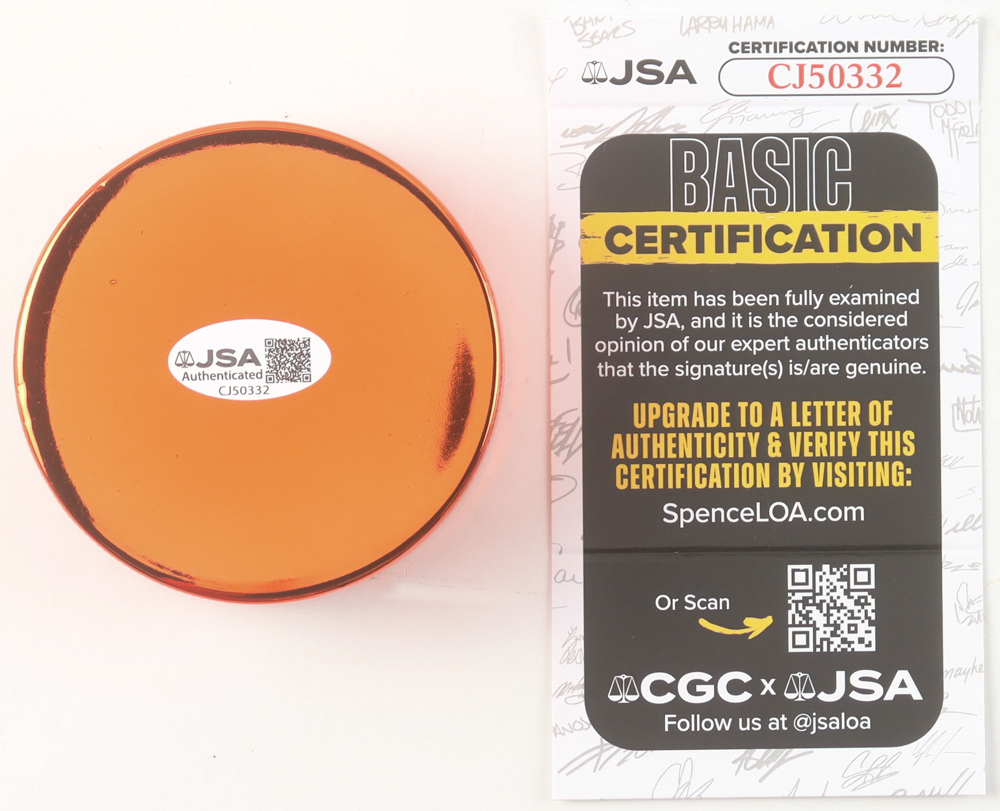 JSA
Authenticated
CJ50332
LARRY HAMA
JSA
CERTIFICATION NUMBER:
CJ50332
BASIC
CERTIFICATION
This item has been fully examined
by JSA, and it is the considered
opinion of our expert authenticators
that the signature(s) is/are genuine.
UPGRADE TO A LETTER OF
AUTHENTICITY & VERIFY THIS
CERTIFICATION BY VISITING:
SpenceLOA.com
Or Scan
CGC x JSA
Follow us at @jsaloa